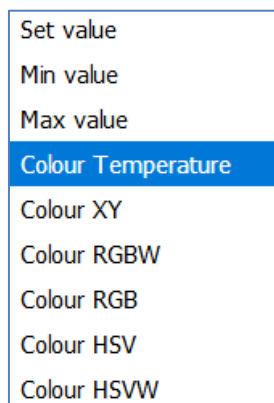 Set value
Min value
Max value
Colour Temperature
Colour XY
Colour RGBW
Colour RGB
Colour HSV
Colour HSVW